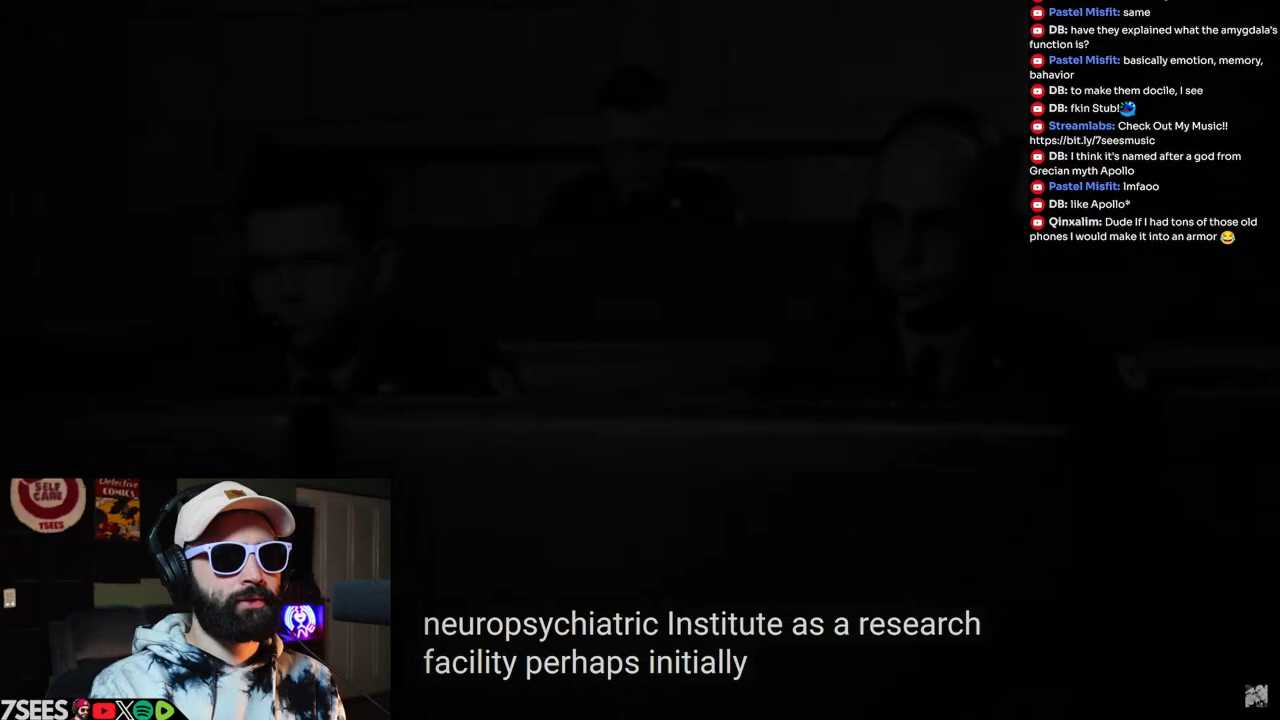 Pastel Misfit: same
DB: have they explained what the amygdala's
function is?
Pastel Misfit: basically emotion, memory,
bahavior
DB: to make them docile, I see
DB: fkin Stub!
Streamlabs: Check Out My Music!!
https://bit.ly/7seesmusic
DB: I think it's named after a god from
Grecian myth Apollo
Pastel Misfit: lmfaoo
DB: like Apollo*
Qinxalim: Dude If I had tons of those old
phones I would make it into an armor 😂
SELF
CARE
7SEES
Detective
COMICS
neuropsychiatric Institute as a research
facility perhaps initially
7SEES